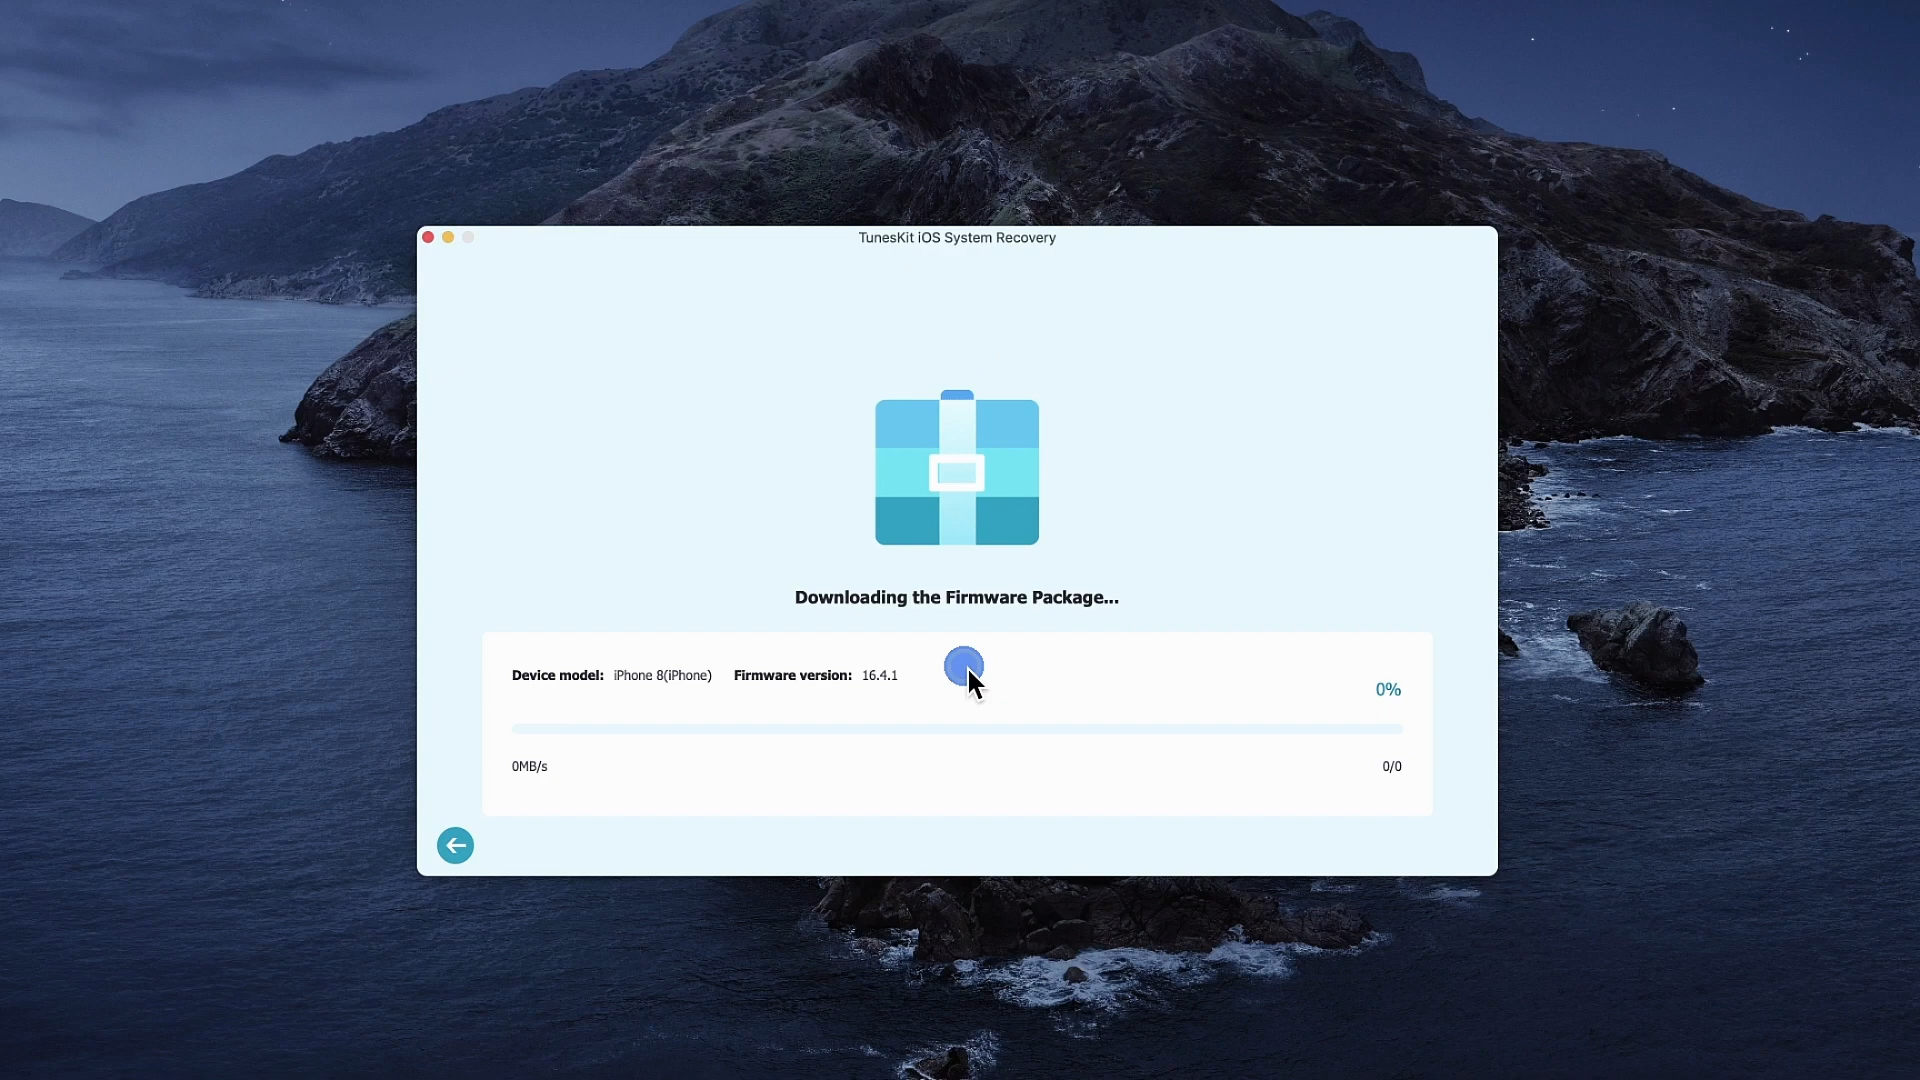 TunesKit iOS System Recovery
Downloading the Firmware Package...
Device model: iPhone 8(iPhone) Firmware version: 16.4.1
0%
0MB/s 0/0